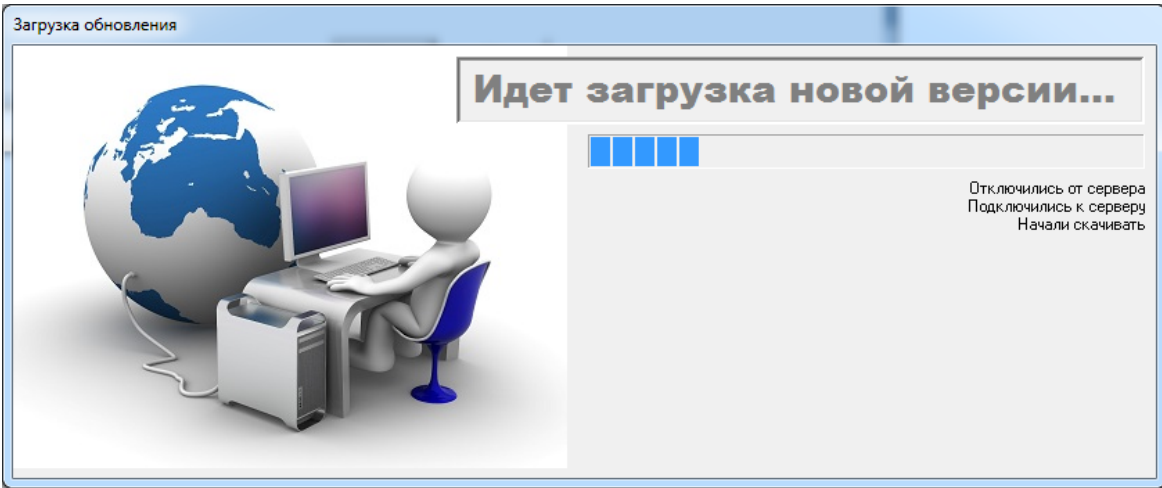 Загрузка обновления
Идет загрузка новой версии...
Отключились от сервера
Подключились к серверу
Начали скачивать